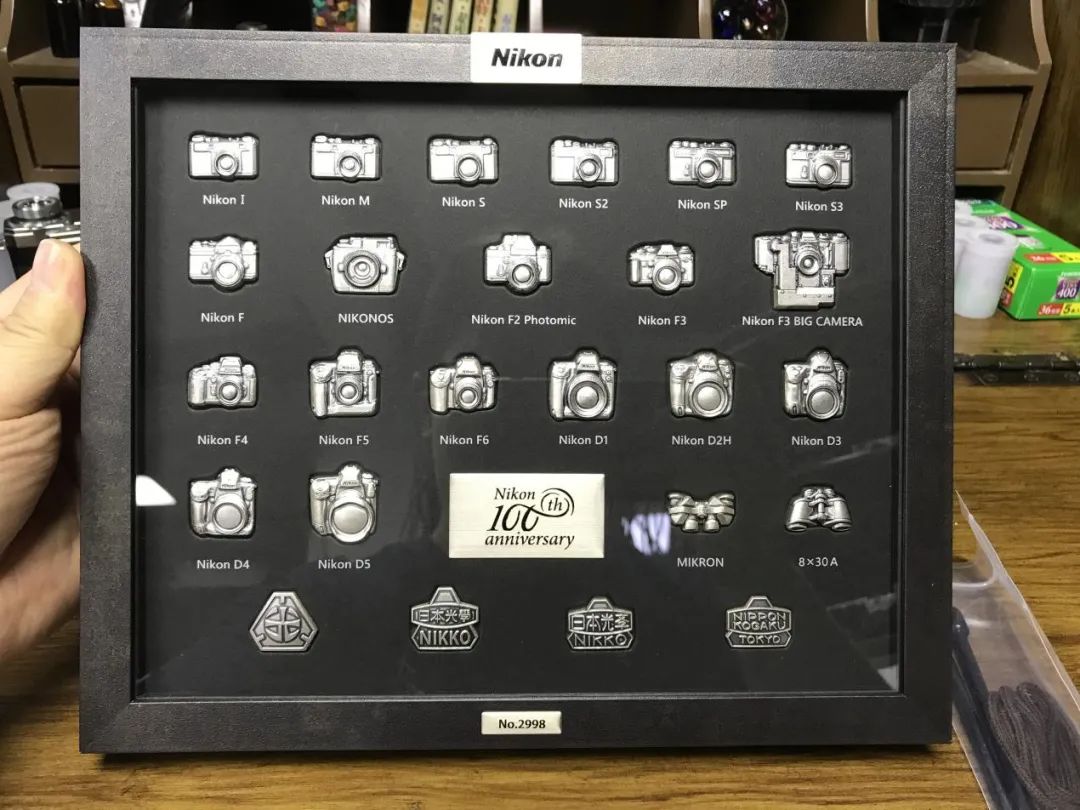 Nikon
Nikon I
Nikon M
Nikon S
Nikon S2
Nikon SP
Nikon S3
Nikon F
NIKONOS
Nikon F2 Photomic
Nikon F3
Nikon F3 BIG CAMERA
Nikon F4
Nikon F5
Nikon F6
Nikon D1
Nikon D2H
Nikon D3
Nikon D4
Nikon D5
Nikon
100th
anniversary
MIKRON
8×30A
日本光學
NIKKO
日本光學
NIKKO
NIPPON
KOGAKU
TOKYO
No.2998
400
36